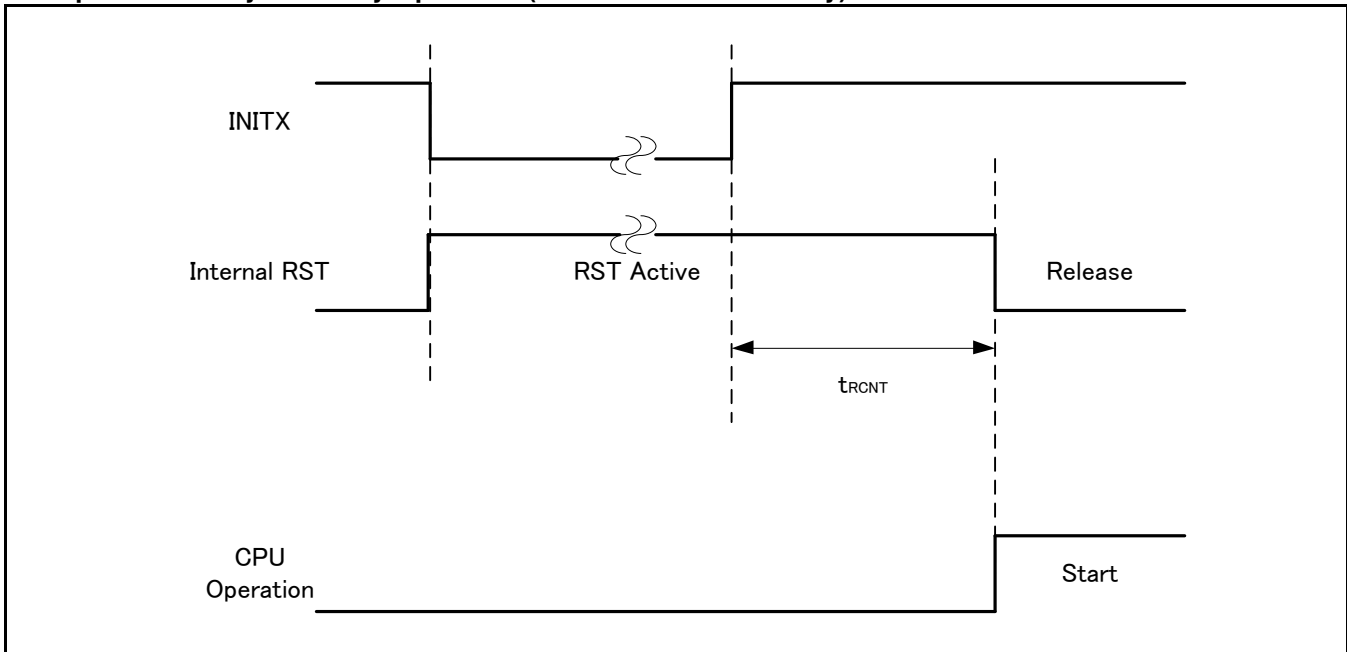 INITX
Internal RST
RST Active
Release
tRCNT
CPU
Operation
Start